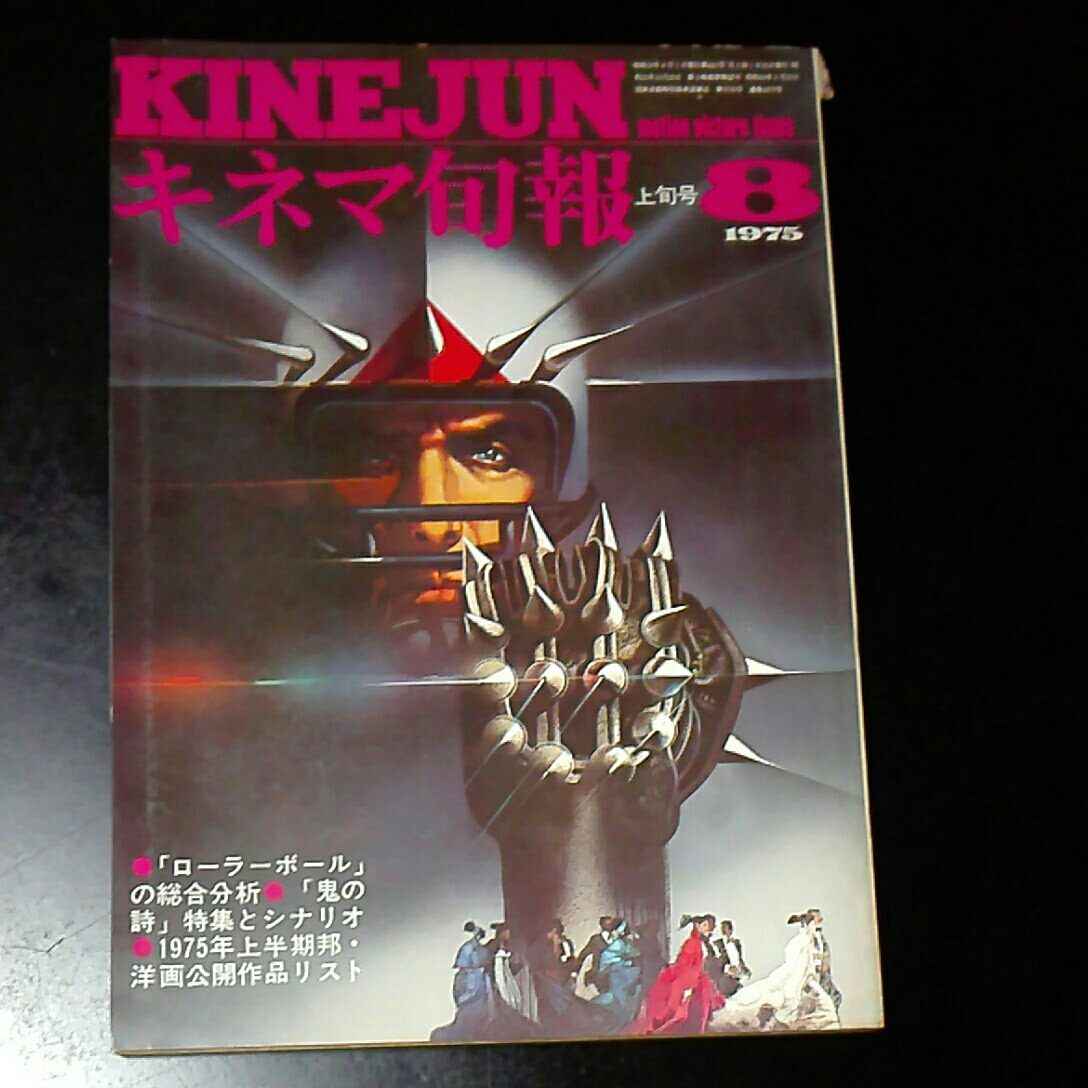 KINEJUN
motion picture times
キネマ旬報
上旬号
8
1975
●「ローラーボール」
の総合分析●「鬼の
詩」特集とシナリオ
●1975年上半期邦・
洋画公開作品リスト